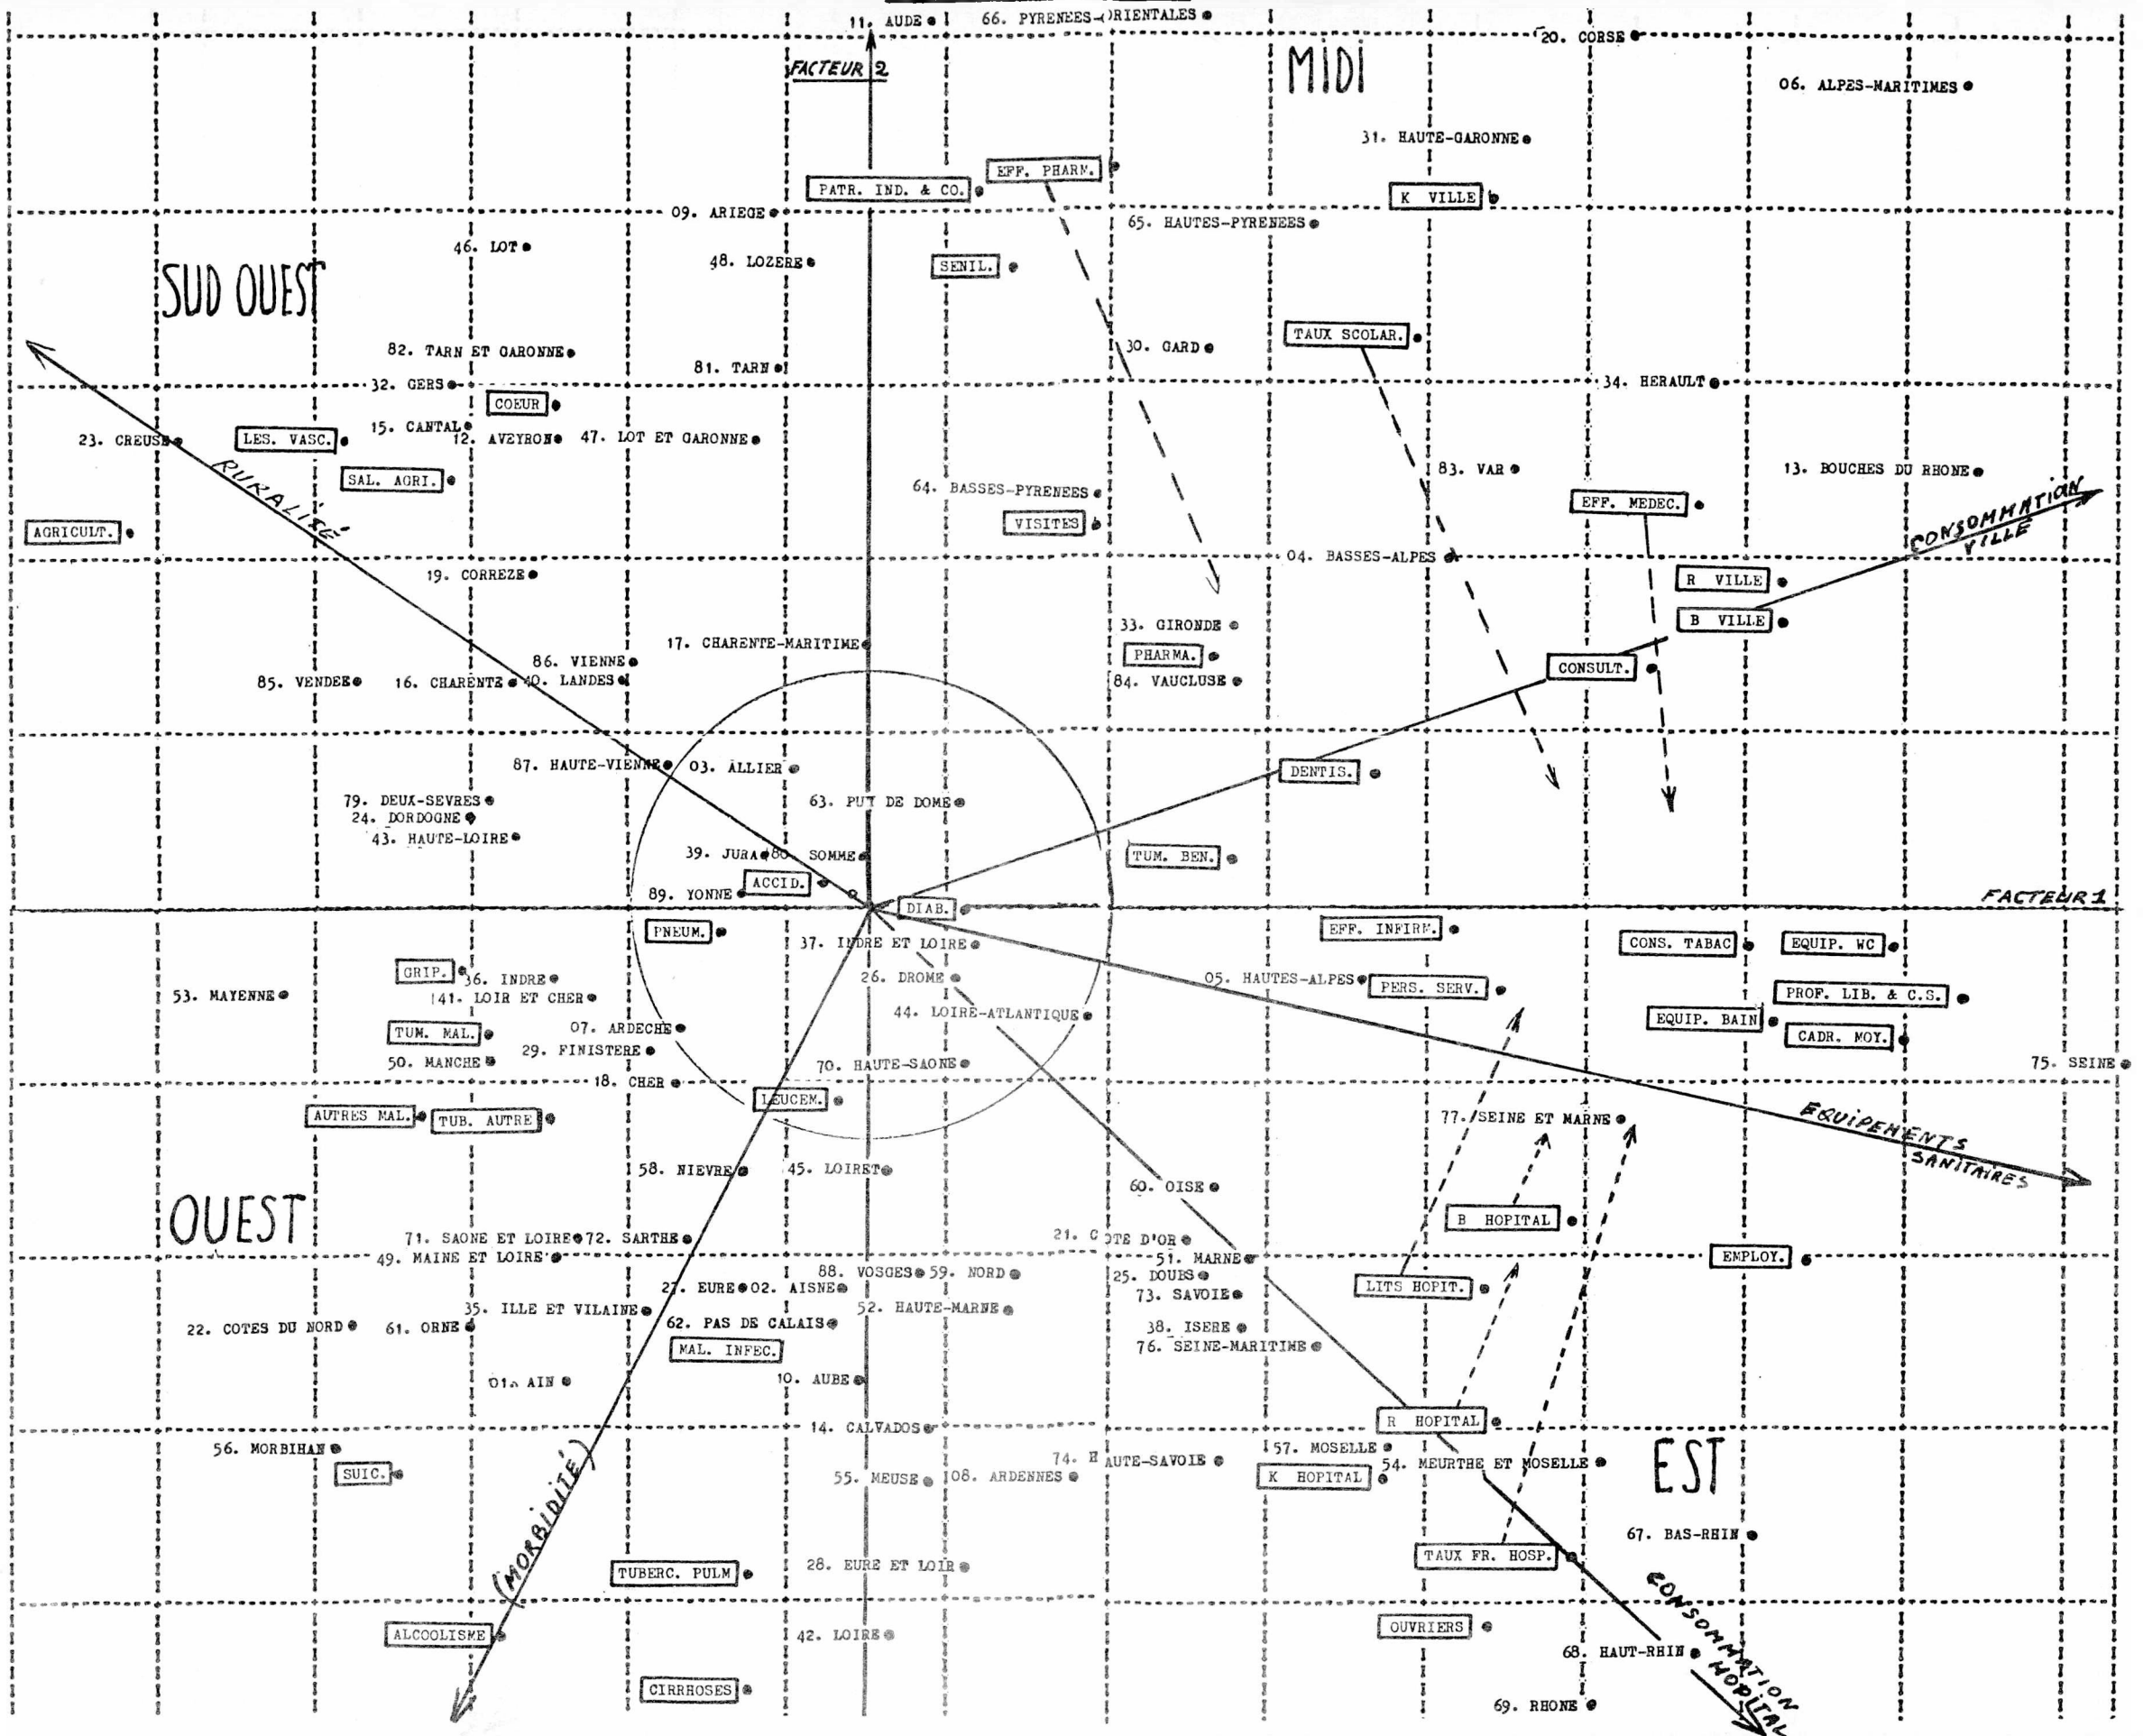 11. AUDE
66. PYRENEES-ORIENTALES
20. CORSE
MIDI
FACTEUR 2
06. ALPES-MARITIMES
31. HAUTE-GARONNE
EFF. PHARM.
PATR. IND. & CO.
K VILLE
09. ARIEGE
65. HAUTES-PYRENEES
46. LOT
48. LOZERE
SENIL.
SUD OUEST
TAUX SCOLAR.
82. TARN ET GARONNE
30. GARD
81. TARN
32. GERS
34. HERAULT
COEUR
15. CANTAL
23. CREUSE
LES. VASC.
12. AVEYRON
47. LOT ET GARONNE
83. VAR
13. BOUCHES DU RHONE
SAL. AGRI.
RURALITÉ
64. BASSES-PYRENEES
EFF. MEDEC.
CONSOMMATION
VILLE
AGRICULT.
VISITES
04. BASSES-ALPES
19. CORREZE
R VILLE
B VILLE
33. GIRONDE
17. CHARENTE-MARITIME
PHARMA.
86. VIENNE
CONSULT.
85. VENDEE
16. CHARENTE
40. LANDES
84. VAUCLUSE
87. HAUTE-VIENNE
03. ALLIER
DENTIS.
79. DEUX-SEVRES
63. PUY DE DOME
24. DORDOGNE
43. HAUTE-LOIRE
39. JURA
80. SOMME
TUM. BEN.
ACCID.
89. YONNE
FACTEUR 1
DIAB.
PNEUM.
EFF. INFIRM.
37. INDRE ET LOIRE
CONS. TABAC
EQUIP. WC
GRIP.
36. INDRE
26. DROME
05. HAUTES-ALPES
PERS. SERV.
53. MAYENNE
41. LOIR ET CHER
PROF. LIB. & C.S.
44. LOIRE-ATLANTIQUE
EQUIP. BAIN
TUM. MAL.
07. ARDECHE
CADR. MOY.
29. FINISTERE
50. MANCHE
70. HAUTE-SAONE
75. SEINE
18. CHER
LEUCEM.
AUTRES MAL.
TUB. AUTRE
77. SEINE ET MARNE
EQUIPEMENTS
SANITAIRES
58. NIEVRE
45. LOIRET
60. OISE
OUEST
B HOPITAL
71. SAONE ET LOIRE
72. SARTHE
21. COTE D'OR
49. MAINE ET LOIRE
51. MARNE
EMPLOY.
88. VOSGES
59. NORD
25. DOUBS
27. EURE
02. AISNE
LITS HOPIT.
73. SAVOIE
35. ILLE ET VILAINE
52. HAUTE-MARNE
22. COTES DU NORD
61. ORNE
62. PAS DE CALAIS
38. ISERE
76. SEINE-MARITIME
MAL. INFEC.
01. AIN
10. AUBE
R HOPITAL
14. CALVADOS
56. MORBIHAN
57. MOSELLE
74. HAUTE-SAVOIE
54. MEURTHE ET MOSELLE
EST
SUIC.
55. MEUSE
08. ARDENNES
K HOPITAL
(MORBIDITÉ)
67. BAS-RHIN
TAUX FR. HOSP.
28. EURE ET LOIR
TUBERC. PULM
CONSOMMATION
HOPITAL
ALCOOLISME
42. LOIRE
OUVRIERS
68. HAUT-RHIN
CIRRHOSES
69. RHONE